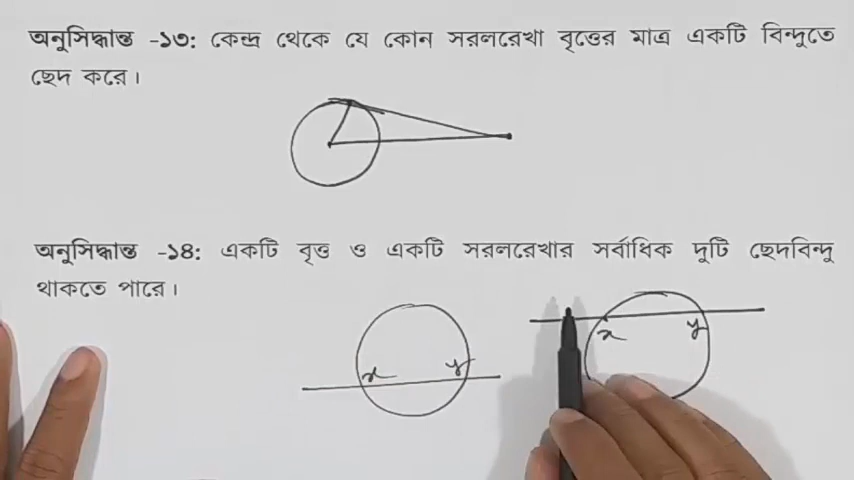 অনুসিদ্ধান্ত -১৩: কেন্দ্র থেকে যে কোন সরলরেখা বৃত্তের মাত্র একটি বিন্দুতে
ছেদ করে।
অনুসিদ্ধান্ত -১৪: একটি বৃত্ত ও একটি সরলরেখার সর্বাধিক দুটি ছেদবিন্দু
থাকতে পারে।
x y
x y